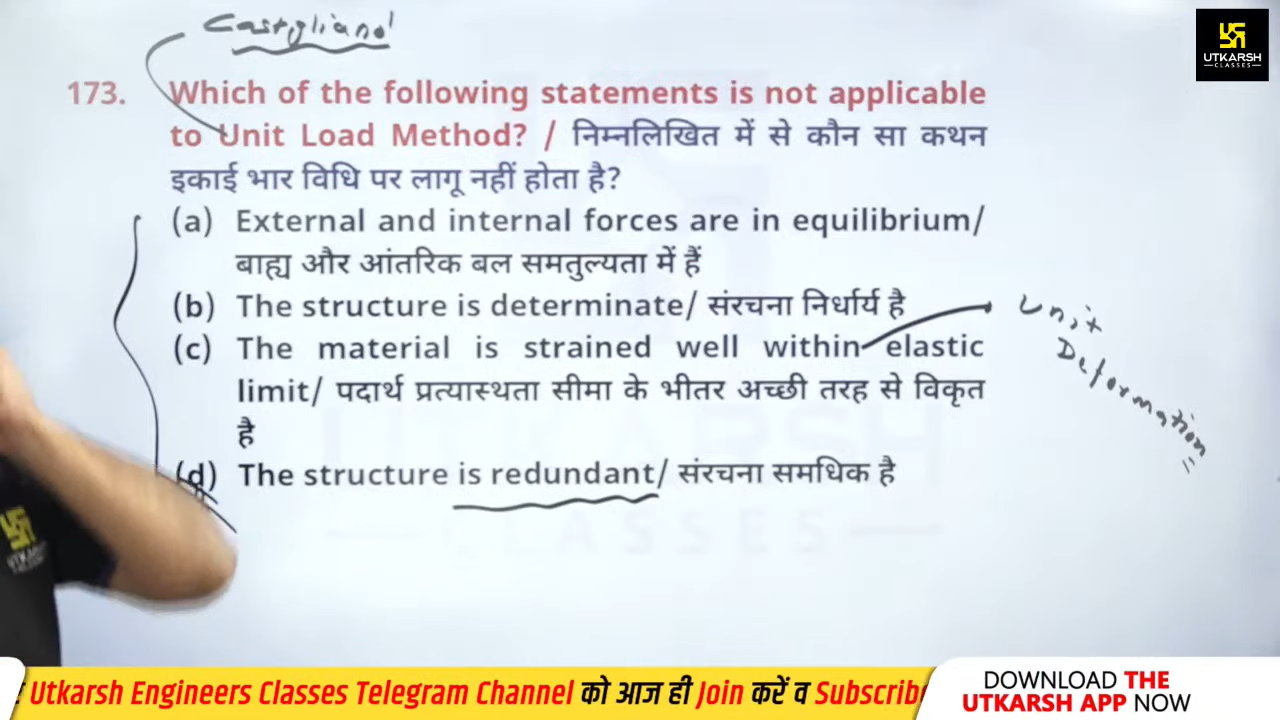 Castigliano'
UTKARSH
CLASSES
173. Which of the following statements is not applicable
to Unit Load Method? / निम्नलिखित में से कौन सा कथन
इकाई भार विधि पर लागू नहीं होता है?
(a) External and internal forces are in equilibrium/
बाह्य और आंतरिक बल समतुल्यता में हैं
(b) The structure is determinate/ संरचना निर्धार्य है
(c) The material is strained well within elastic
limit/ पदार्थ प्रत्यास्थता सीमा के भीतर अच्छी तरह से विकृत
है
Unit
Deformation
(d) The structure is redundant/ संरचना समधिक है
UTKARSH
CLASSES
Utkarsh Engineers Classes Telegram Channel को आज ही Join करें व Subscribe
DOWNLOAD THE
UTKARSH APP NOW